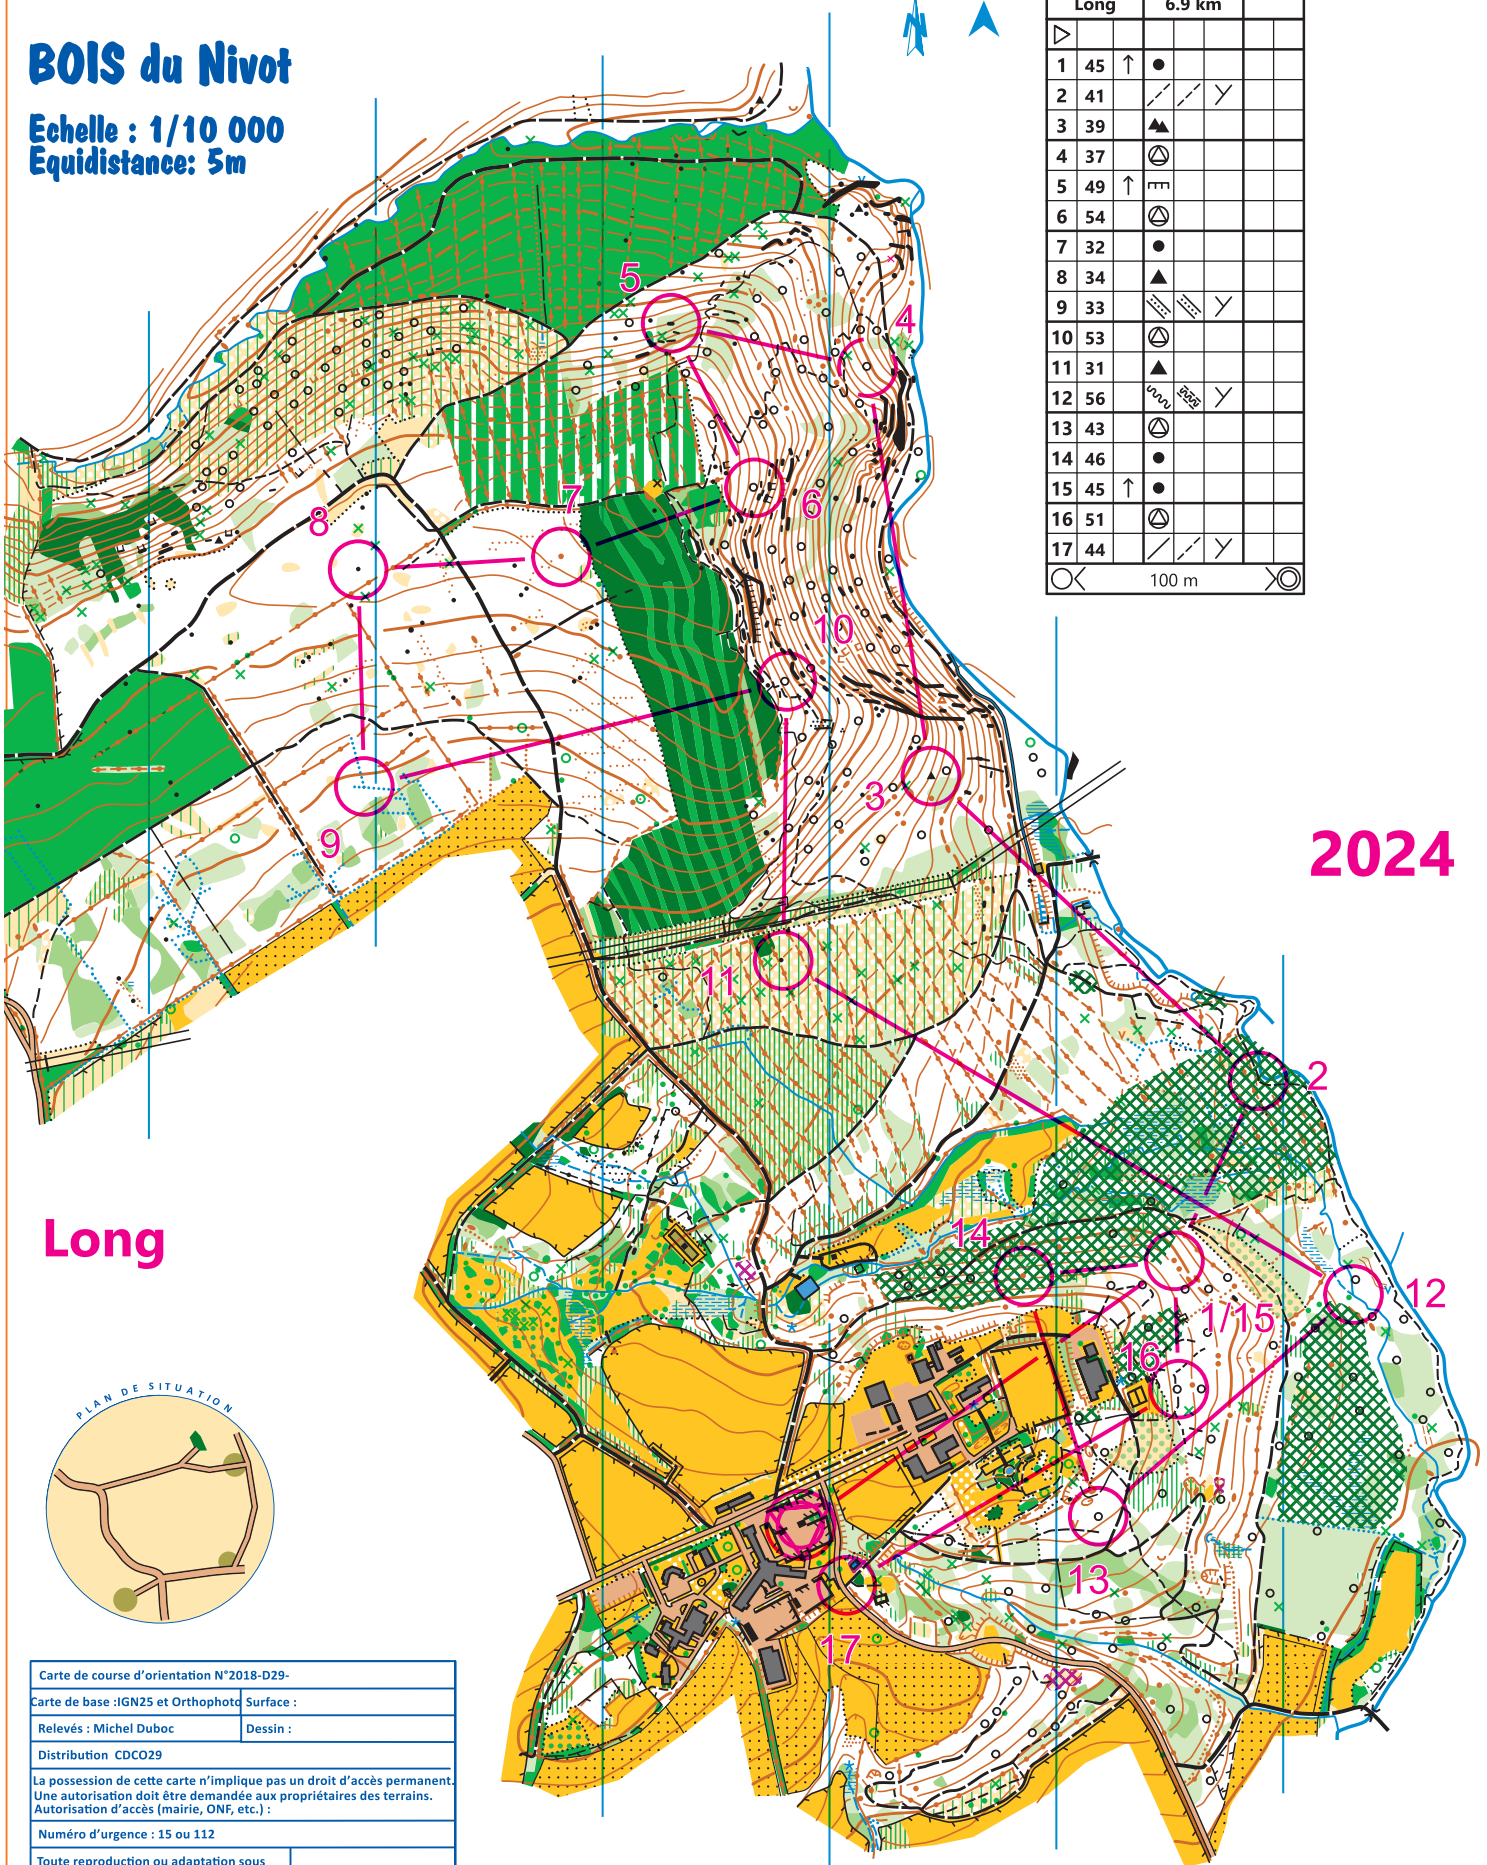 BOIS du Nivot
Echelle : 1/10 000
Equidistance: 5m
N
Long 6.9 km
1 45
2 41
3 39
4 37
5 49
6 54
7 32
8 34
9 33
10 53
11 31
12 56
13 43
14 46
15 45
16 51
17 44
100 m
5
4
7
6
8
10
3
9
11
2024
2
Long
14
12
1/15
16
13
17
PLAN DE SITUATION
Carte de course d'orientation N°2018-D29-
Carte de base :IGN25 et Orthophoto Surface :
Relevés : Michel Duboc Dessin :
Distribution CDCO29
La possession de cette carte n'implique pas un droit d'accès permanent.
Une autorisation doit être demandée aux propriétaires des terrains.
Autorisation d'accès (mairie, ONF, etc.) :
Numéro d'urgence : 15 ou 112
Toute reproduction ou adaptation sous